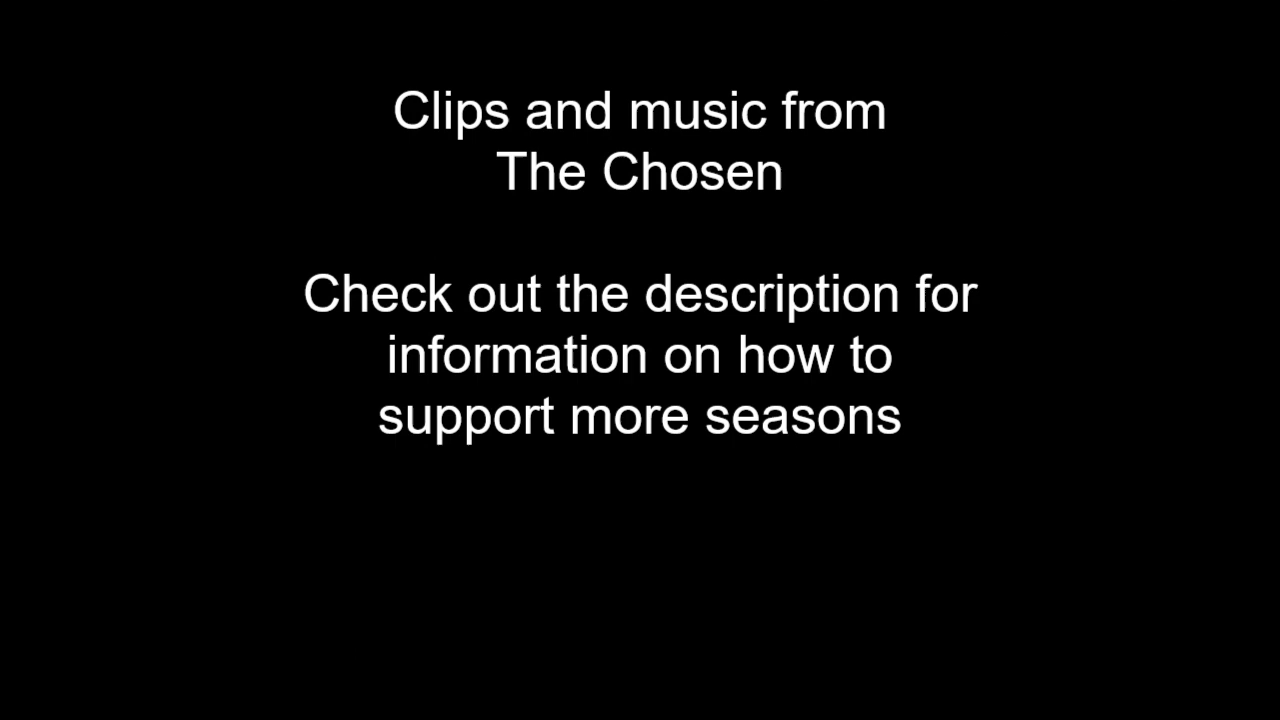 Clips and music from
The Chosen
Check out the description for
information on how to
support more seasons